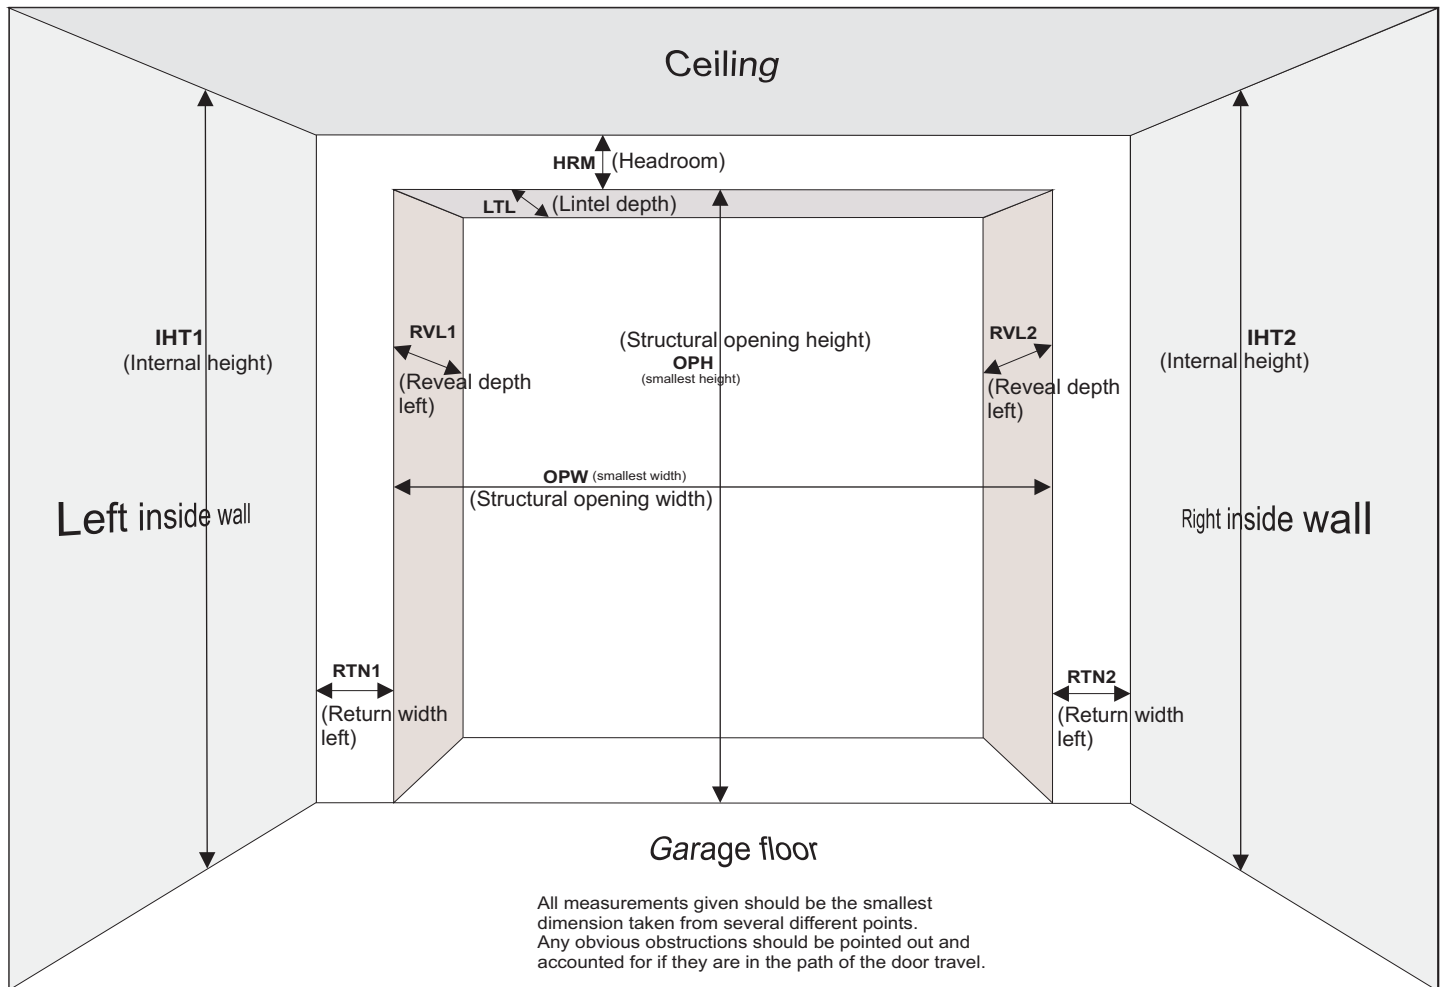 Ceiling
HRM (Headroom)
LTL (Lintel depth)
IHT1
(Internal height)
RVL1
(Reveal depth
left)
(Structural opening height)
OPH
(smallest height)
RVL2
(Reveal depth
left)
IHT2
(Internal height)
OPW (smallest width)
(Structural opening width)
Left inside wall
Right inside wall
RTN1
(Return width
left)
RTN2
(Return width
left)
Garage floor
All measurements given should be the smallest
dimension taken from several different points.
Any obvious obstructions should be pointed out and
accounted for if they are in the path of the door travel.